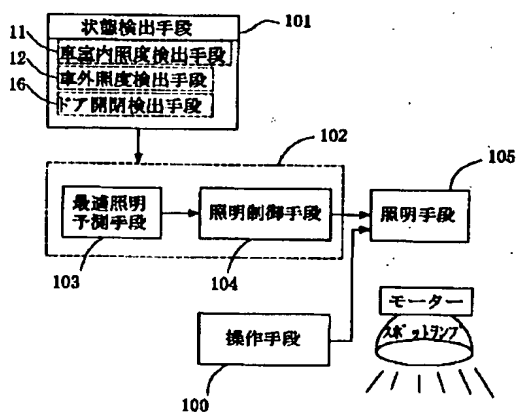 101
状態検出手段
11
車室内照度検出手段
12
車外照度検出手段
16
ドア開閉検出手段
102
105
最適照明
予測手段
照明制御手段
照明手段
103
104
モーター
スポットランプ
操作手段
100